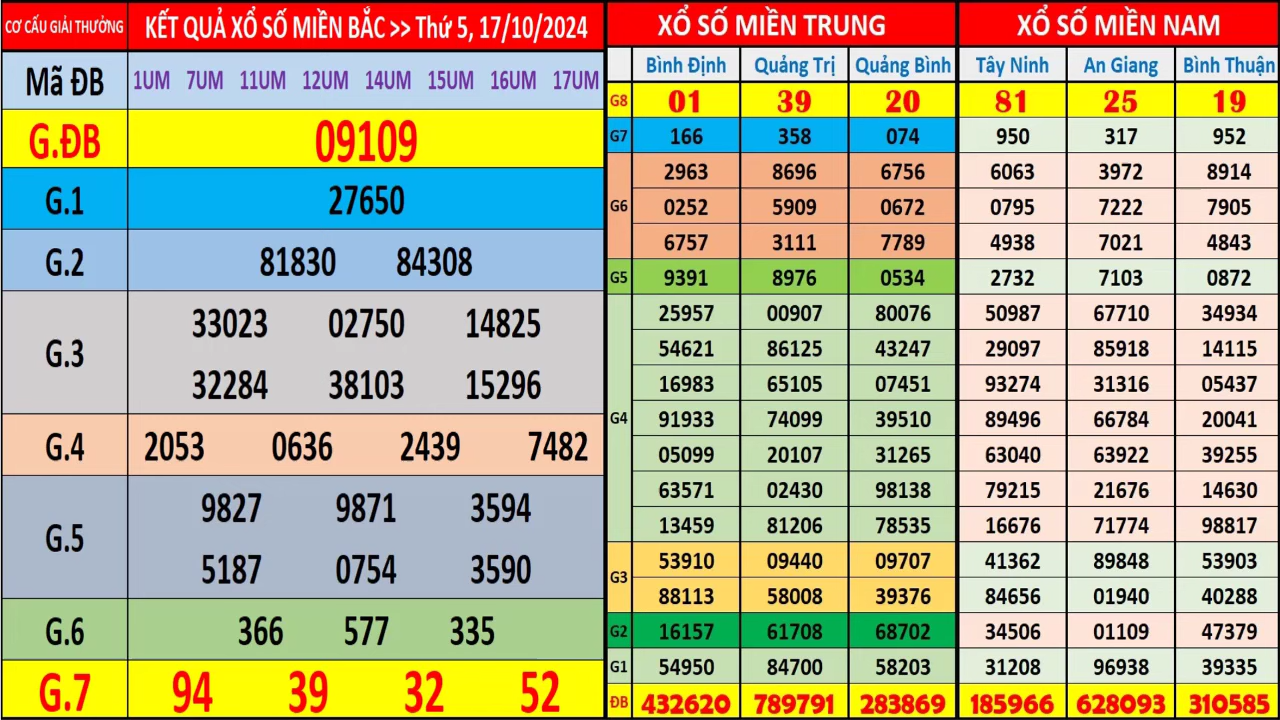 CƠ CẤU GIẢI THƯỞNG KẾT QUẢ XỔ SỐ MIỀN BẮC >> Thứ 5, 17/10/2024
Mã ĐB 1UM 7UM 11UM 12UM 14UM 15UM 16UM 17UM
G.ĐB 09109
G.1 27650
G.2 81830 84308
G.3 33023 02750 14825
32284 38103 15296
G.4 2053 0636 2439 7482
G.5 9827 9871 3594
5187 0754 3590
G.6 366 577 335
G.7 94 39 32 52
XỔ SỐ MIỀN TRUNG XỔ SỐ MIỀN NAM
Bình Định Quảng Trị Quảng Bình Tây Ninh An Giang Bình Thuận
G8 01 39 20 81 25 19
G7 166 358 074 950 317 952
2963 8696 6756 6063 3972 8914
G6 0252 5909 0672 0795 7222 7905
6757 3111 7789 4938 7021 4843
G5 9391 8976 0534 2732 7103 0872
25957 00907 80076 50987 67710 34934
54621 86125 43247 29097 85918 14115
16983 65105 07451 93274 31316 05437
G4 91933 74099 39510 89496 66784 20041
05099 20107 31265 63040 63922 39255
63571 02430 98138 79215 21676 14630
13459 81206 78535 16676 71774 98817
G3 53910 09440 09707 41362 89848 53903
88113 58008 39376 84656 01940 40288
G2 16157 61708 68702 34506 01109 47379
G1 54950 84700 58203 31208 96938 39335
ĐB 432620 789791 283869 185966 628093 310585